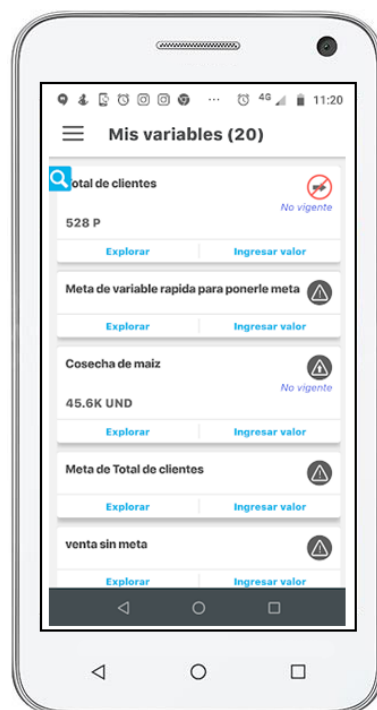 4G 11:20
Mis variables (20)
otal de clientes
No vigente
528 P
Explorar Ingresar valor
Meta de variable rapida para ponerle meta
Explorar Ingresar valor
Cosecha de maiz
No vigente
45.6K UND
Explorar Ingresar valor
Meta de Total de clientes
Explorar Ingresar valor
venta sin meta
Explorar Ingresar valor